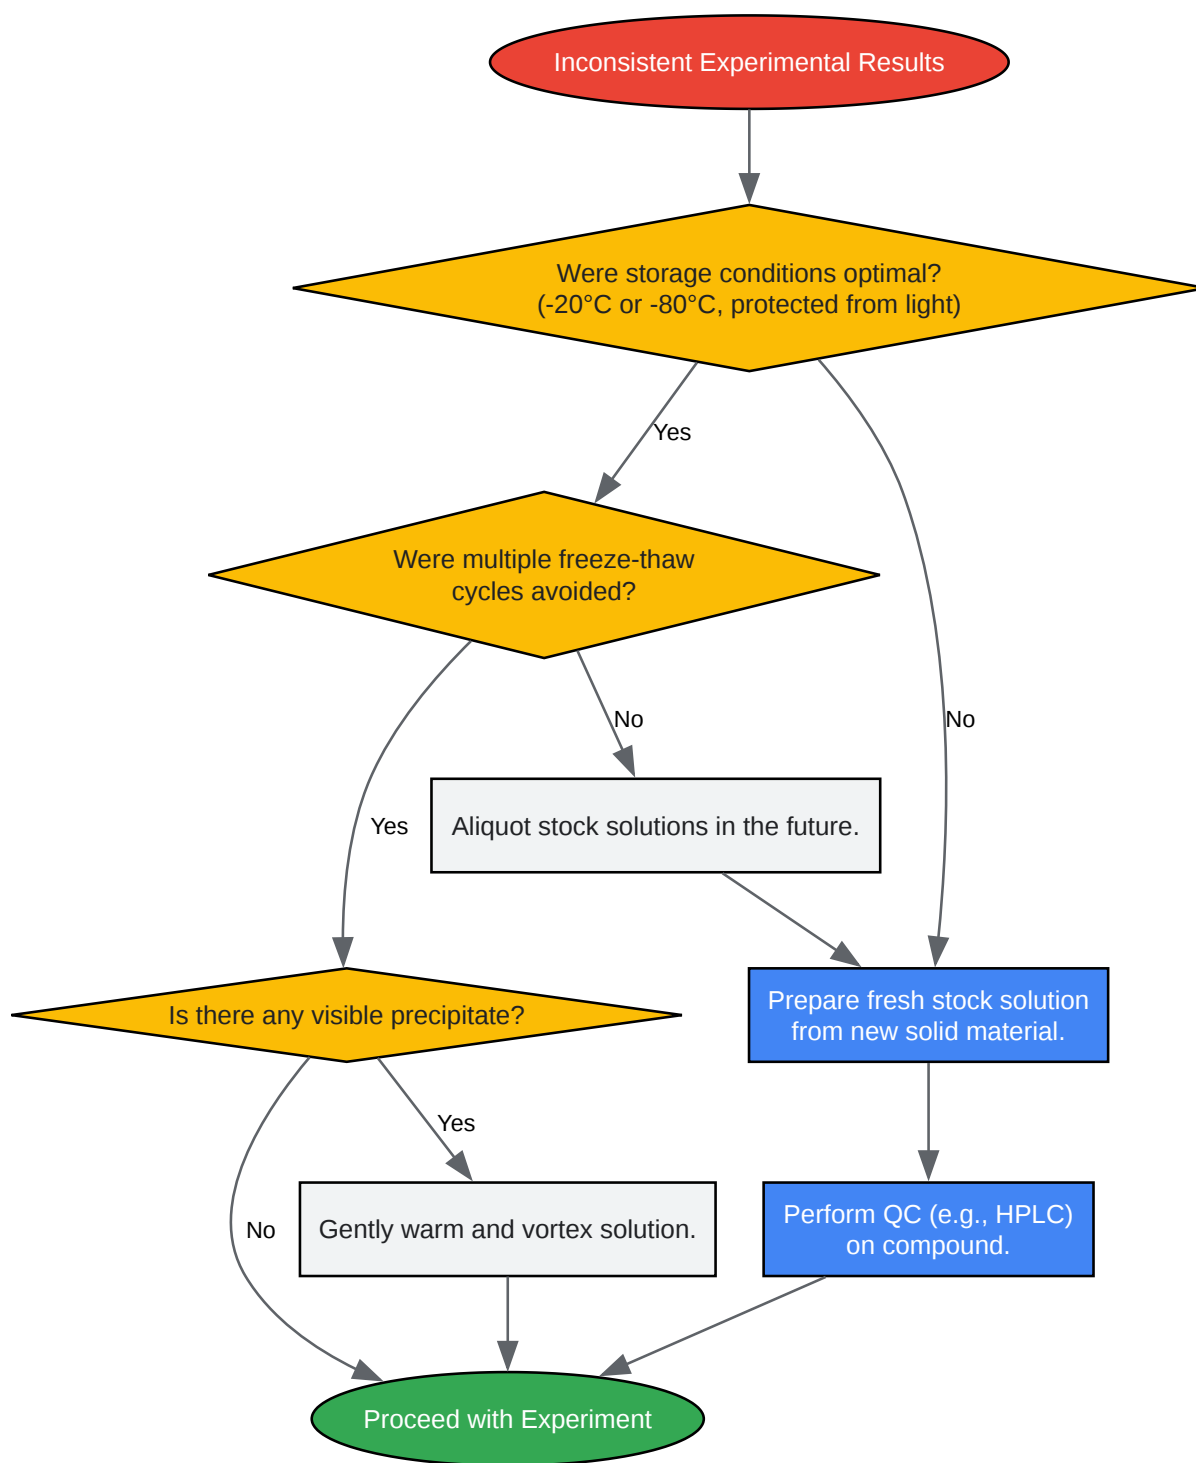 Inconsistent Experimental Results
Were storage conditions optimal?
(-20°C or -80°C, protected from light)
Yes
Were multiple freeze-thaw
cycles avoided?
No
No
Yes
Aliquot stock solutions in the future.
Is there any visible precipitate?
Prepare fresh stock solution
from new solid material.
Yes
No
Gently warm and vortex solution.
Perform QC (e.g., HPLC)
on compound.
Proceed with Experiment